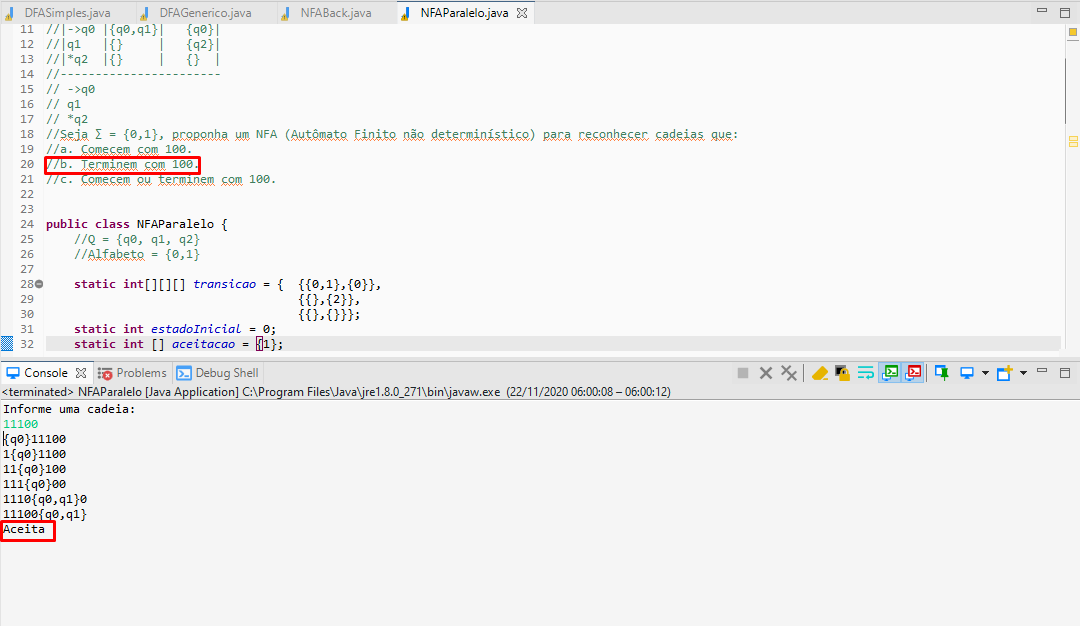 DFASimples.java DFAGenerico.java NFABack.java NFAParalelo.java
11 //|->q0 |{q0,q1}| {q0}|
12 //|q1 |{} | {q2}|
13 //|*q2 |{} | {} |
14 //-----------------------
15 // ->q0
16 // q1
17 // *q2
18 //Seja ∑ = {0,1}, proponha um NFA (Autômato Finito não determinístico) para reconhecer cadeias que:
19 //a. Comecem com 100.
20 //b. Terminem com 100.
21 //c. Comecem ou terminem com 100.
22
23
24 public class NFAParalelo {
25 //Q = {q0, q1, q2}
26 //Alfabeto = {0,1}
27
28 static int[][][] transicao = { {{0,1},{0}},
29 {{},{2}},
30 {{},{}}};
31 static int estadoInicial = 0;
32 static int [] aceitacao = {1};
Console Problems Debug Shell
<terminated> NFAParalelo [Java Application] C:\Program Files\Java\jre1.8.0_271\bin\javaw.exe (22/11/2020 06:00:08 – 06:00:12)
Informe uma cadeia:
11100
{q0}11100
1{q0}1100
11{q0}100
111{q0}00
1110{q0,q1}0
11100{q0,q1}
Aceita